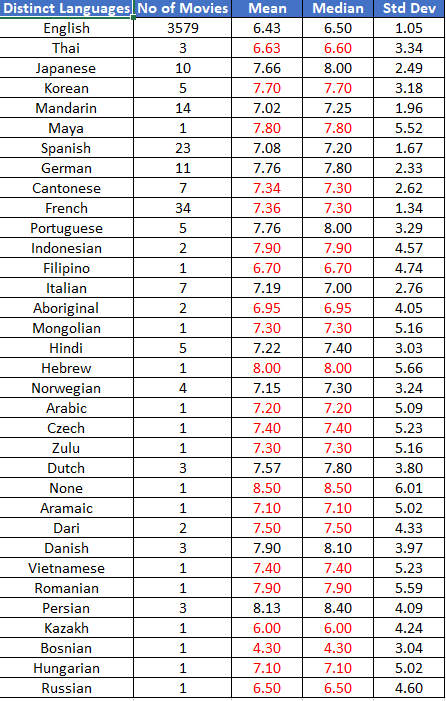 Distinct Languages No of Movies Mean Median Std Dev
English 3579 6.43 6.50 1.05
Thai 3 6.63 6.60 3.34
Japanese 10 7.66 8.00 2.49
Korean 5 7.70 7.70 3.18
Mandarin 14 7.02 7.25 1.96
Maya 1 7.80 7.80 5.52
Spanish 23 7.08 7.20 1.67
German 11 7.76 7.80 2.33
Cantonese 7 7.34 7.30 2.62
French 34 7.36 7.30 1.34
Portuguese 5 7.76 8.00 3.29
Indonesian 2 7.90 7.90 4.57
Filipino 1 6.70 6.70 4.74
Italian 7 7.19 7.00 2.76
Aboriginal 2 6.95 6.95 4.05
Mongolian 1 7.30 7.30 5.16
Hindi 5 7.22 7.40 3.03
Hebrew 1 8.00 8.00 5.66
Norwegian 4 7.15 7.30 3.24
Arabic 1 7.20 7.20 5.09
Czech 1 7.40 7.40 5.23
Zulu 1 7.30 7.30 5.16
Dutch 3 7.57 7.80 3.80
None 1 8.50 8.50 6.01
Aramaic 1 7.10 7.10 5.02
Dari 2 7.50 7.50 4.33
Danish 3 7.90 8.10 3.97
Vietnamese 1 7.40 7.40 5.23
Romanian 1 7.90 7.90 5.59
Persian 3 8.13 8.40 4.09
Kazakh 1 6.00 6.00 4.24
Bosnian 1 4.30 4.30 3.04
Hungarian 1 7.10 7.10 5.02
Russian 1 6.50 6.50 4.60